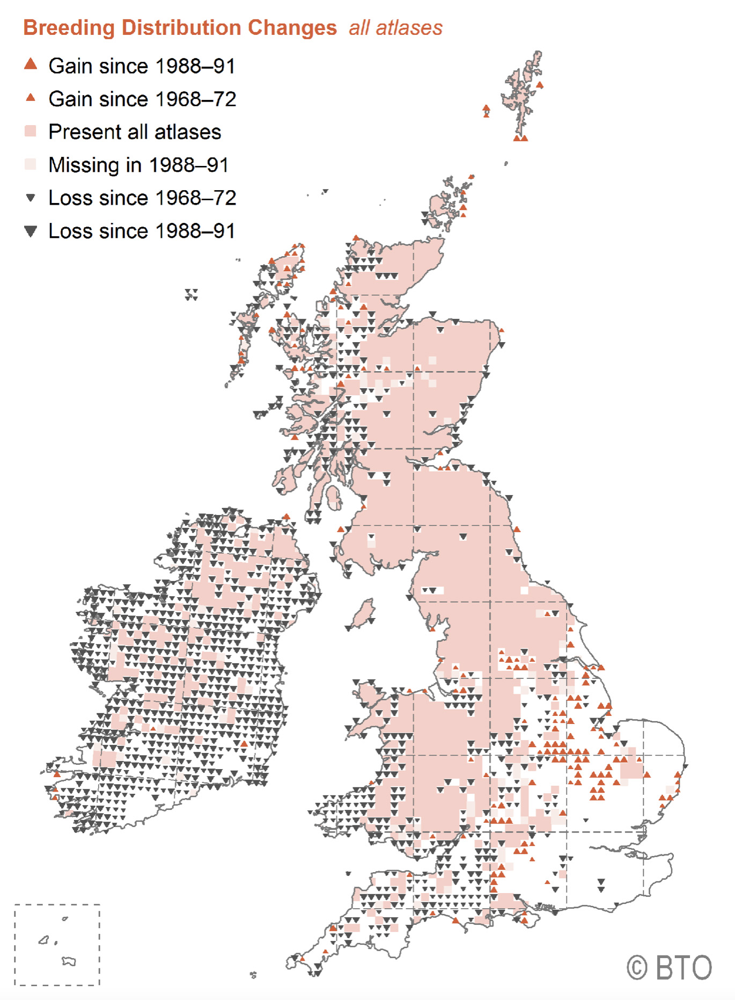 Breeding Distribution Changes all atlases
Gain since 1988–91
Gain since 1968–72
Present all atlases
Missing in 1988–91
Loss since 1968–72
Loss since 1988–91
© BTO